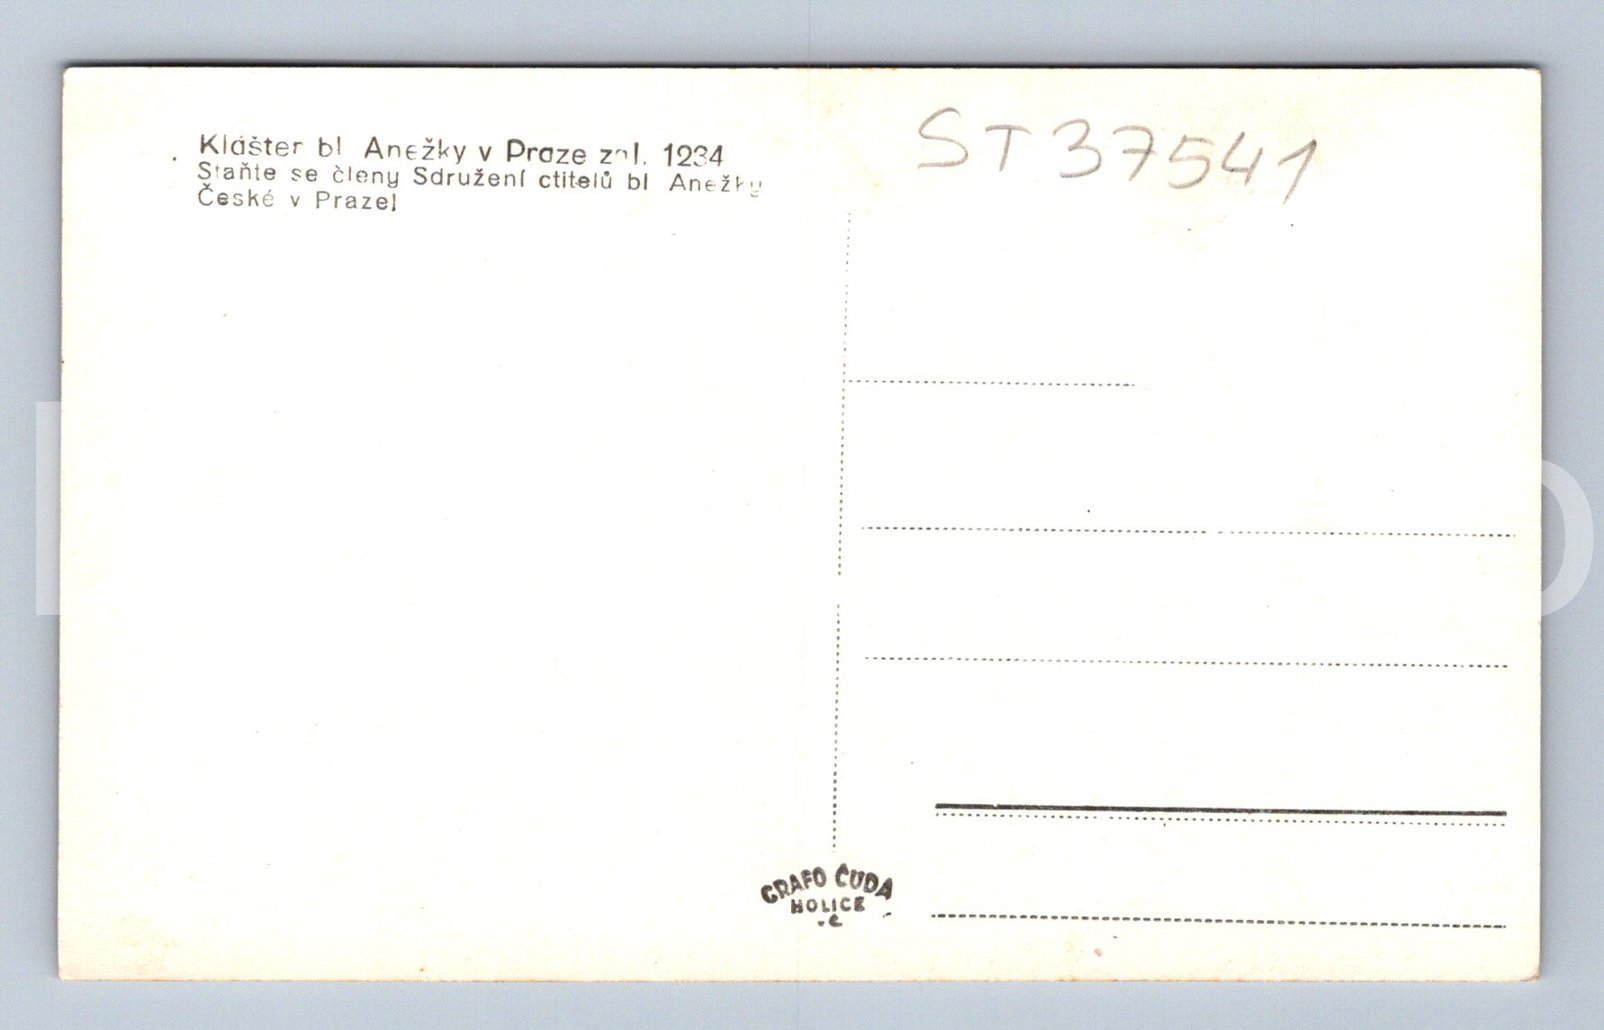 Klášter bl Anežky v Praze zal. 1234
Staňte se členy Sdružení ctitelů bl Anežky
České v Praze!
ST37541
GRAFO ČUDA
HOLICE